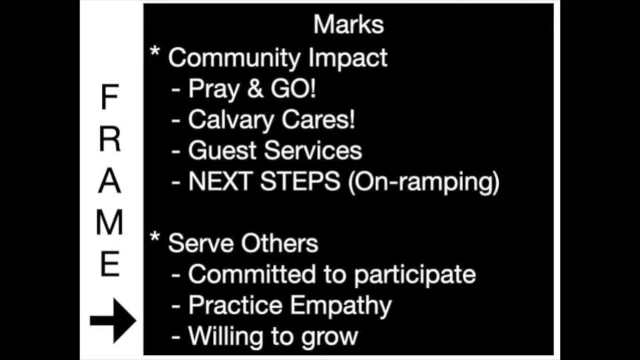 F
R
A
M
E
Marks
* Community Impact
- Pray & GO!
- Calvary Cares!
- Guest Services
- NEXT STEPS (On-ramping)
* Serve Others
- Committed to participate
- Practice Empathy
- Willing to grow